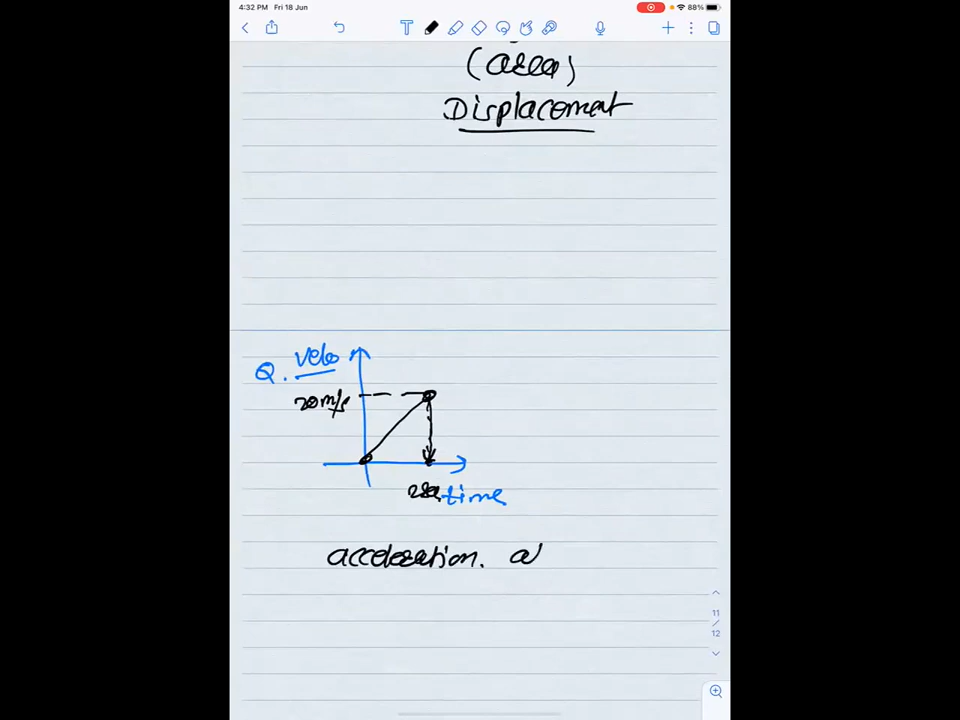 4:32 PM Fri 18 Jun
88%
T
(area)
Displacement
Q. Velo
20m/s
time
acceleration.
11
/
12